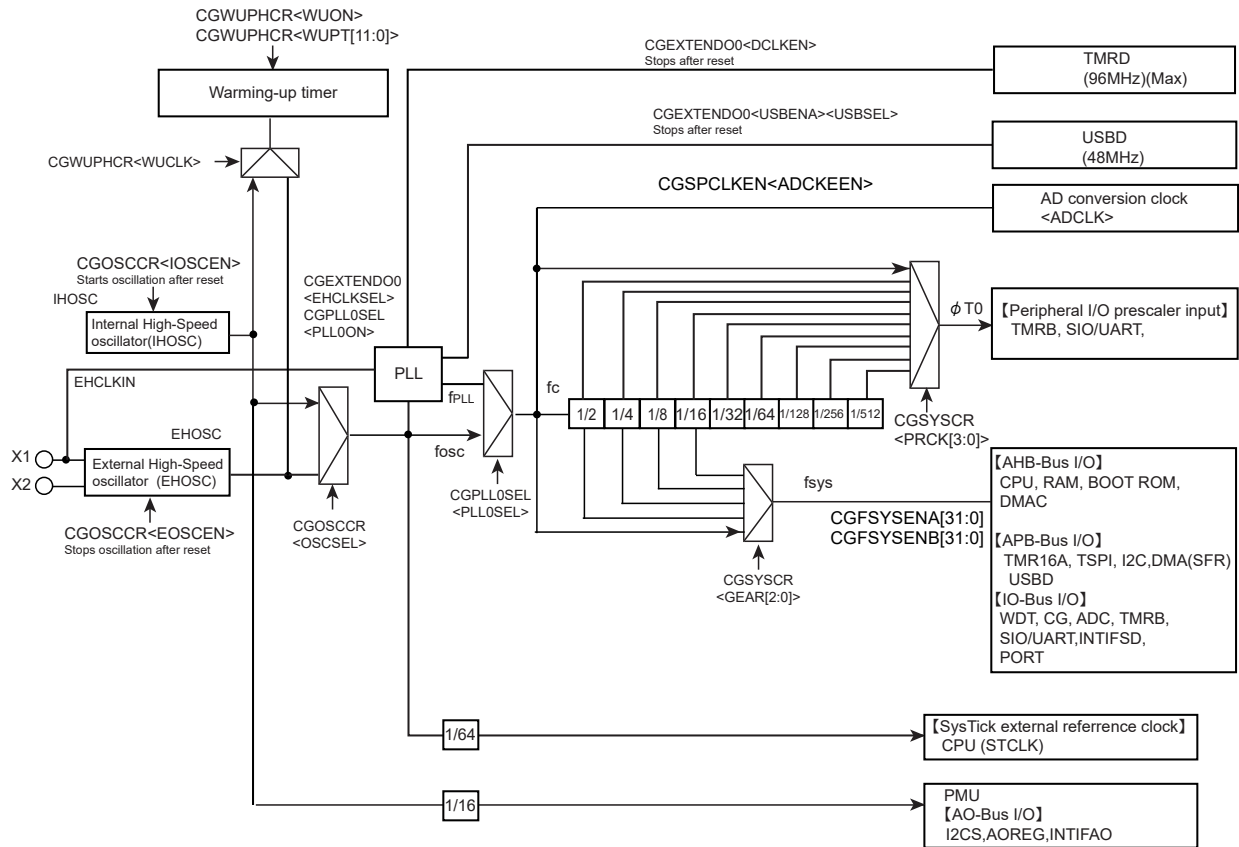 CGWUPHCR<WUON>
CGWUPHCR<WUPT[11:0]>
Warming-up timer
CGWUPHCR<WUCLK>
CGEXTENDO0<DCLKEN>
Stops after reset
TMRD
(96MHz)(Max)
CGEXTENDO0<USBENA><USBSEL>
Stops after reset
USBD
(48MHz)
CGSPCLKEN<ADCKEEN>
AD conversion clock
<ADCLK>
CGOSCCR<IOSCEN>
Starts oscillation after reset
IHOSC
Internal High-Speed
oscillator(IHOSC)
CGEXTENDO0
<EHCLKSEL>
CGPLL0SEL
<PLL0ON>
PLL
EHCLKIN
fPLL
fosc
fc
1/2
1/4
1/8
1/16
1/32
1/64
1/128
1/256
1/512
ϕT0
【Peripheral I/O prescaler input】
TMRB, SIO/UART,
CGSYSCR
<PRCK[3:0]>
X1
X2
EHOSC
External High-Speed
oscillator (EHOSC)
CGOSCCR<EOSCEN>
Stops oscillation after reset
CGOSCCR
<OSCSEL>
CGPLL0SEL
<PLL0SEL>
fsys
CGFSYSENA[31:0]
CGFSYSENB[31:0]
CGSYSCR
<GEAR[2:0]>
【AHB-Bus I/O】
CPU, RAM, BOOT ROM,
DMAC
【APB-Bus I/O】
TMR16A, TSPI, I2C,DMA(SFR)
USBD
【IO-Bus I/O】
WDT, CG, ADC, TMRB,
SIO/UART,INTIFSD,
PORT
1/64
【SysTick external referrence clock】
CPU (STCLK)
1/16
PMU
【AO-Bus I/O】
I2CS,AOREG,INTIFAO